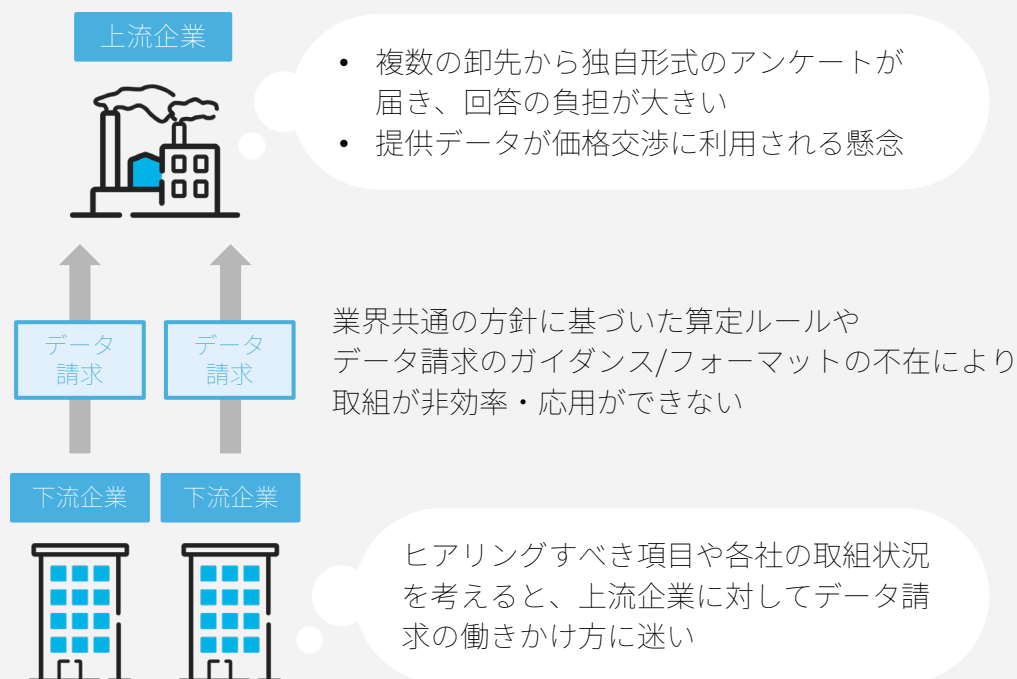 上流企業
• 複数の卸先から独自形式のアンケートが
届き、回答の負担が大きい
• 提供データが価格交渉に利用される懸念
データ
請求
データ
請求
業界共通の方針に基づいた算定ルールや
データ請求のガイダンス/フォーマットの不在により
取組が非効率・応用ができない
下流企業
下流企業
ヒアリングすべき項目や各社の取組状況
を考えると、上流企業に対してデータ請
求の働きかけ方に迷い